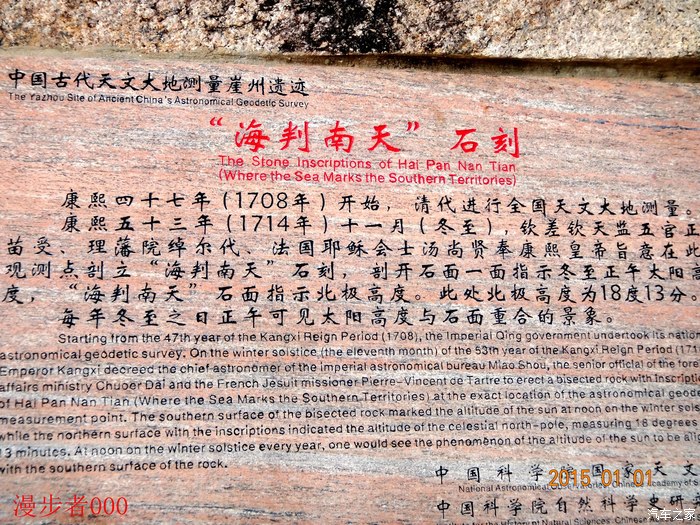 中国古代天文大地测量崖州遗迹
The Yazhou Site of Ancient China's Astronomical Geodetic Survey
“海判南天”石刻
The Stone Inscriptions of Hai Pan Nan Tian
(Where the Sea Marks the Southern Territories)
康熙四十七年（1708年）开始，清代进行全国天文大地测量。
康熙五十三年（1714年）十一月（冬至），钦差钦天监五官正
苗受、理藩院绰尔代、法国耶稣会士汤尚贤奉康熙皇帝旨意在此
观测点剖立“海判南天”石刻，剖开石面一面指示冬至正午太阳
度，“海判南天”石面指示北极高度。此处北极高度为18度13分。
每年冬至之日正午可见太阳高度与石面重合的景象。
Starting from the 47th year of the Kangxi Reign Period (1708), the Imperial Qing government undertook its nation
astronomical geodetic survey. On the winter solstice (the eleventh month) of the 53th year of the Kangxi Reign Period (171
Emperor Kangxi decreed the chief astronomer of the imperial astronomical bureau Miao Shou, the senior official of the fore
affairs ministry Chuoer Dai and the French Jesuit missioner Pierre-Vincent de Tartre to erect a bisected rock with inscripti
of Hai Pan Nan Tian (Where the Sea Marks the Southern Territories) at the exact location of the astronomical geode
measurement point. The southern surface of the bisected rock marked the altitude of the sun at noon on the winter sols
while the northern surface with the inscriptions indicated the altitude of the celestial north-pole, measuring 18 degrees
13 minutes. At noon on the winter solstice every year, one would see the phenomenon of the altitude of the sun to be at
with the southern surface of the rock.
中国科学院国家天文
National Astronomical Chinese Academy of S
中国科学院自然科学史研
2015.01.01
漫步者000
汽车之家